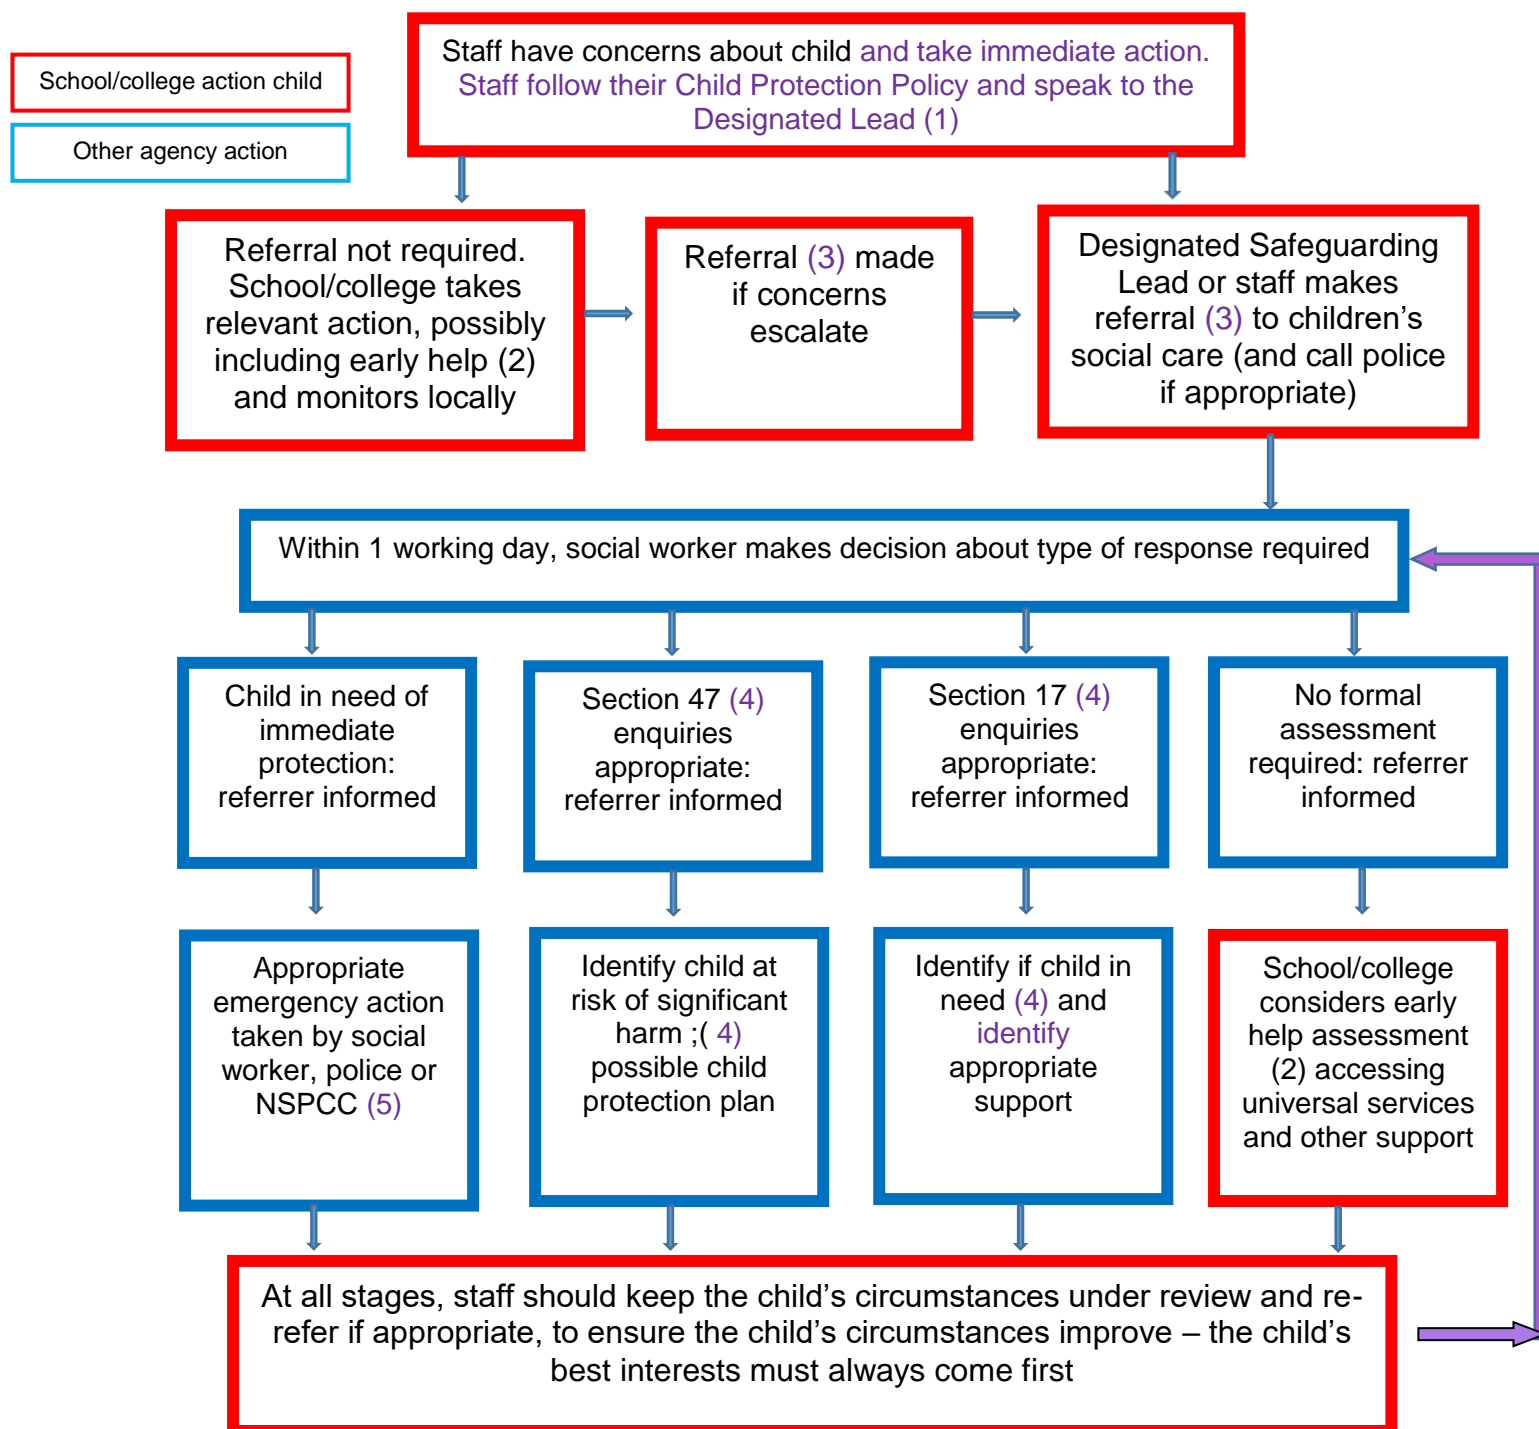 School/college action child
Other agency action
Staff have concerns about child and take immediate action.
Staff follow their Child Protection Policy and speak to the
Designated Lead (1)
Referral not required.
School/college takes
relevant action, possibly
including early help (2)
and monitors locally
Referral (3) made
if concerns
escalate
Designated Safeguarding
Lead or staff makes
referral (3) to children’s
social care (and call police
if appropriate)
Within 1 working day, social worker makes decision about type of response required
Child in need of
immediate
protection:
referrer informed
Section 47 (4)
enquiries
appropriate:
referrer informed
Section 17 (4)
enquiries
appropriate:
referrer informed
No formal
assessment
required: referrer
informed
Appropriate
emergency action
taken by social
worker, police or
NSPCC (5)
Identify child at
risk of significant
harm ;( 4)
possible child
protection plan
Identify if child in
need (4) and
identify
appropriate
support
School/college
considers early
help assessment
(2) accessing
universal services
and other support
At all stages, staff should keep the child’s circumstances under review and re-
refer if appropriate, to ensure the child’s circumstances improve – the child’s
best interests must always come first